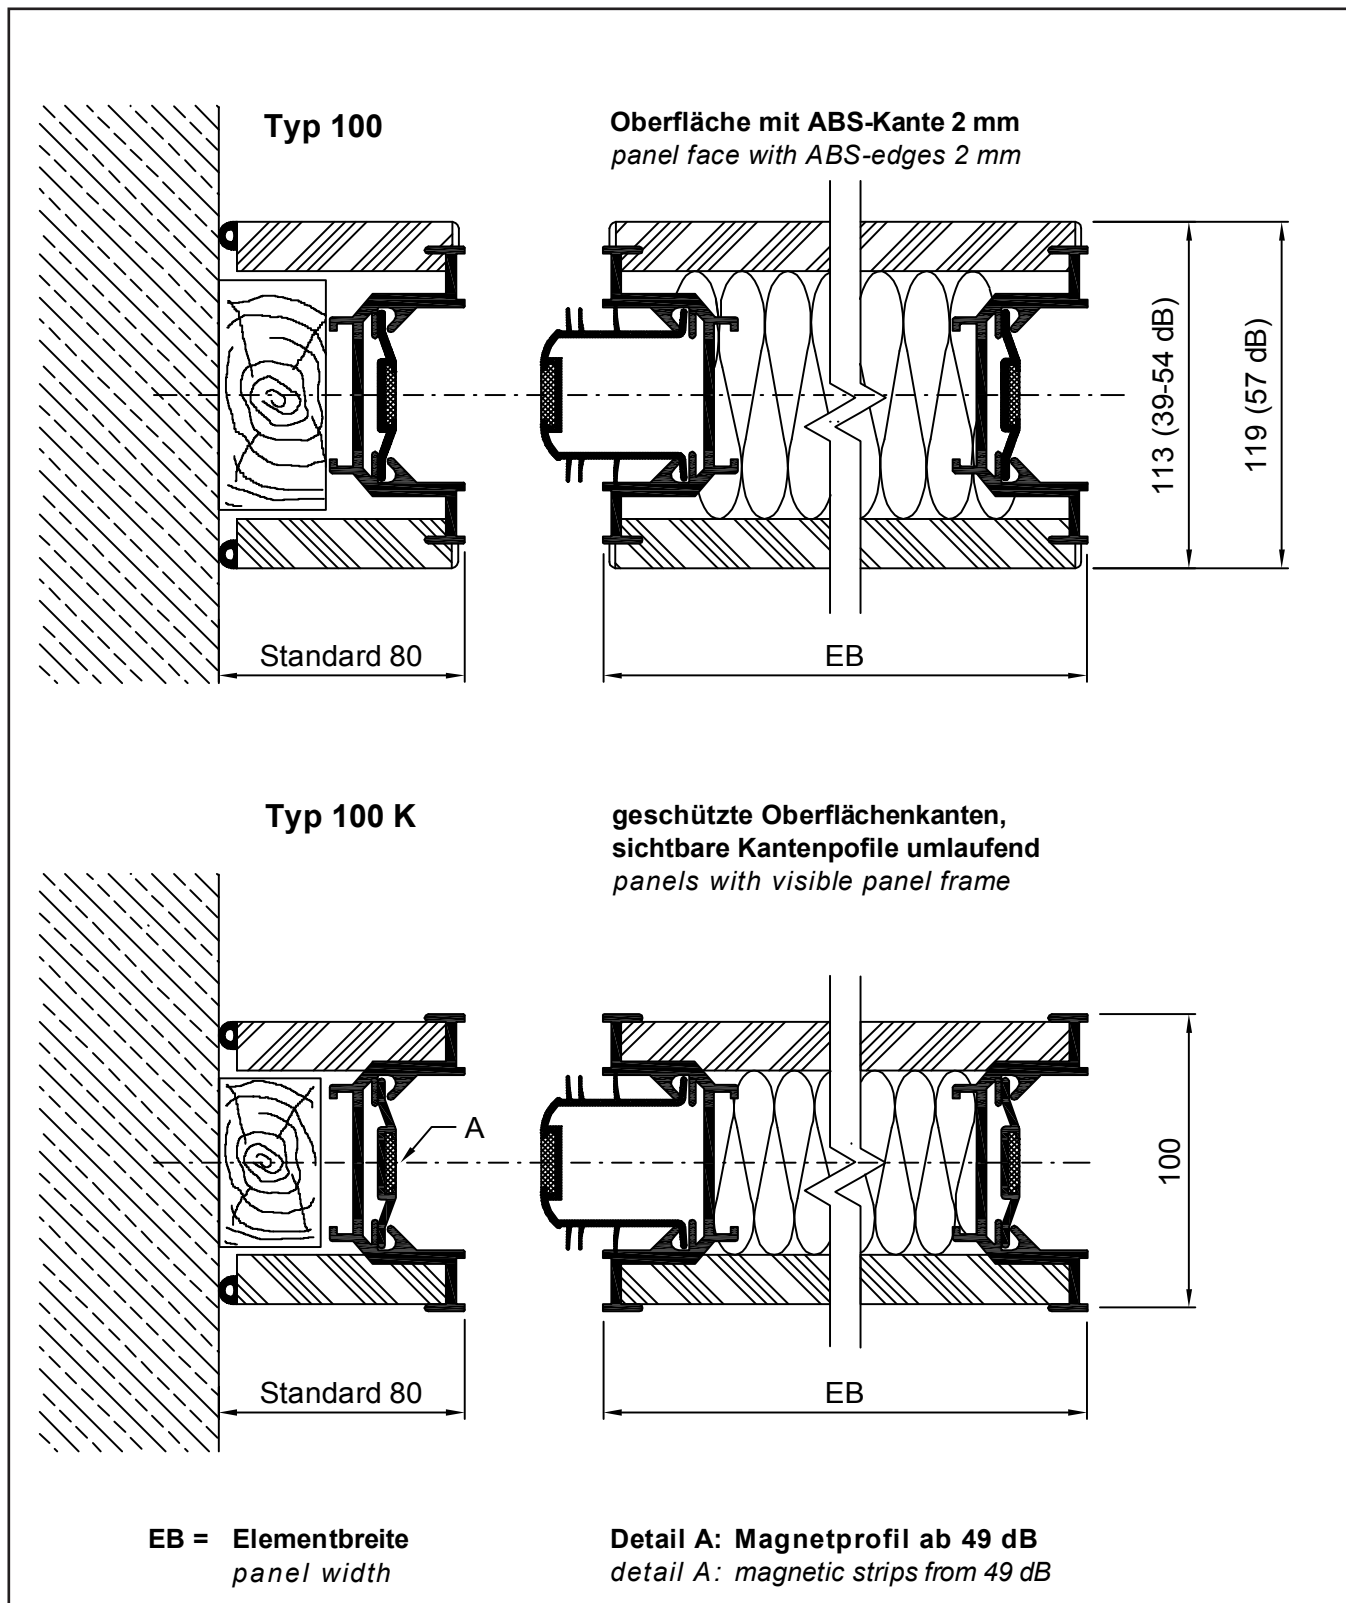 Typ 100
Oberfläche mit ABS-Kante 2 mm
panel face with ABS-edges 2 mm
113 (39-54 dB)
119 (57 dB)
Standard 80
EB
Typ 100 K
geschützte Oberflächenkanten,
sichtbare Kantenpofile umlaufend
panels with visible panel frame
A
100
Standard 80
EB
EB = Elementbreite
panel width
Detail A: Magnetprofil ab 49 dB
detail A: magnetic strips from 49 dB